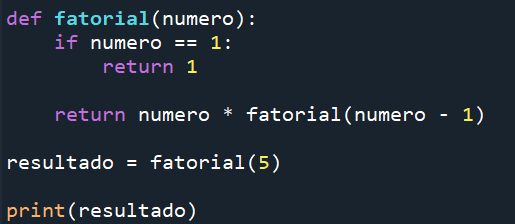 def fatorial(numero):
    if numero == 1:
        return 1
    return numero * fatorial(numero - 1)
resultado = fatorial(5)
print(resultado)